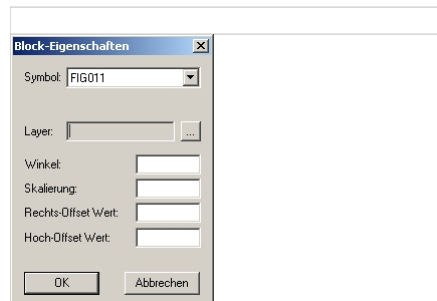 Block-Eigenschaften
Symbol: FIG011
Layer: ...
Winkel:
Skalierung:
Rechts-Offset Wert:
Hoch-Offset Wert:
OK Abbrechen